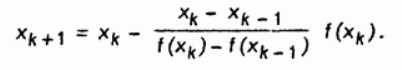 x_{k+1} = x_k - \frac{x_k - x_{k-1}}{f(x_k) - f(x_{k-1})} f(x_k).